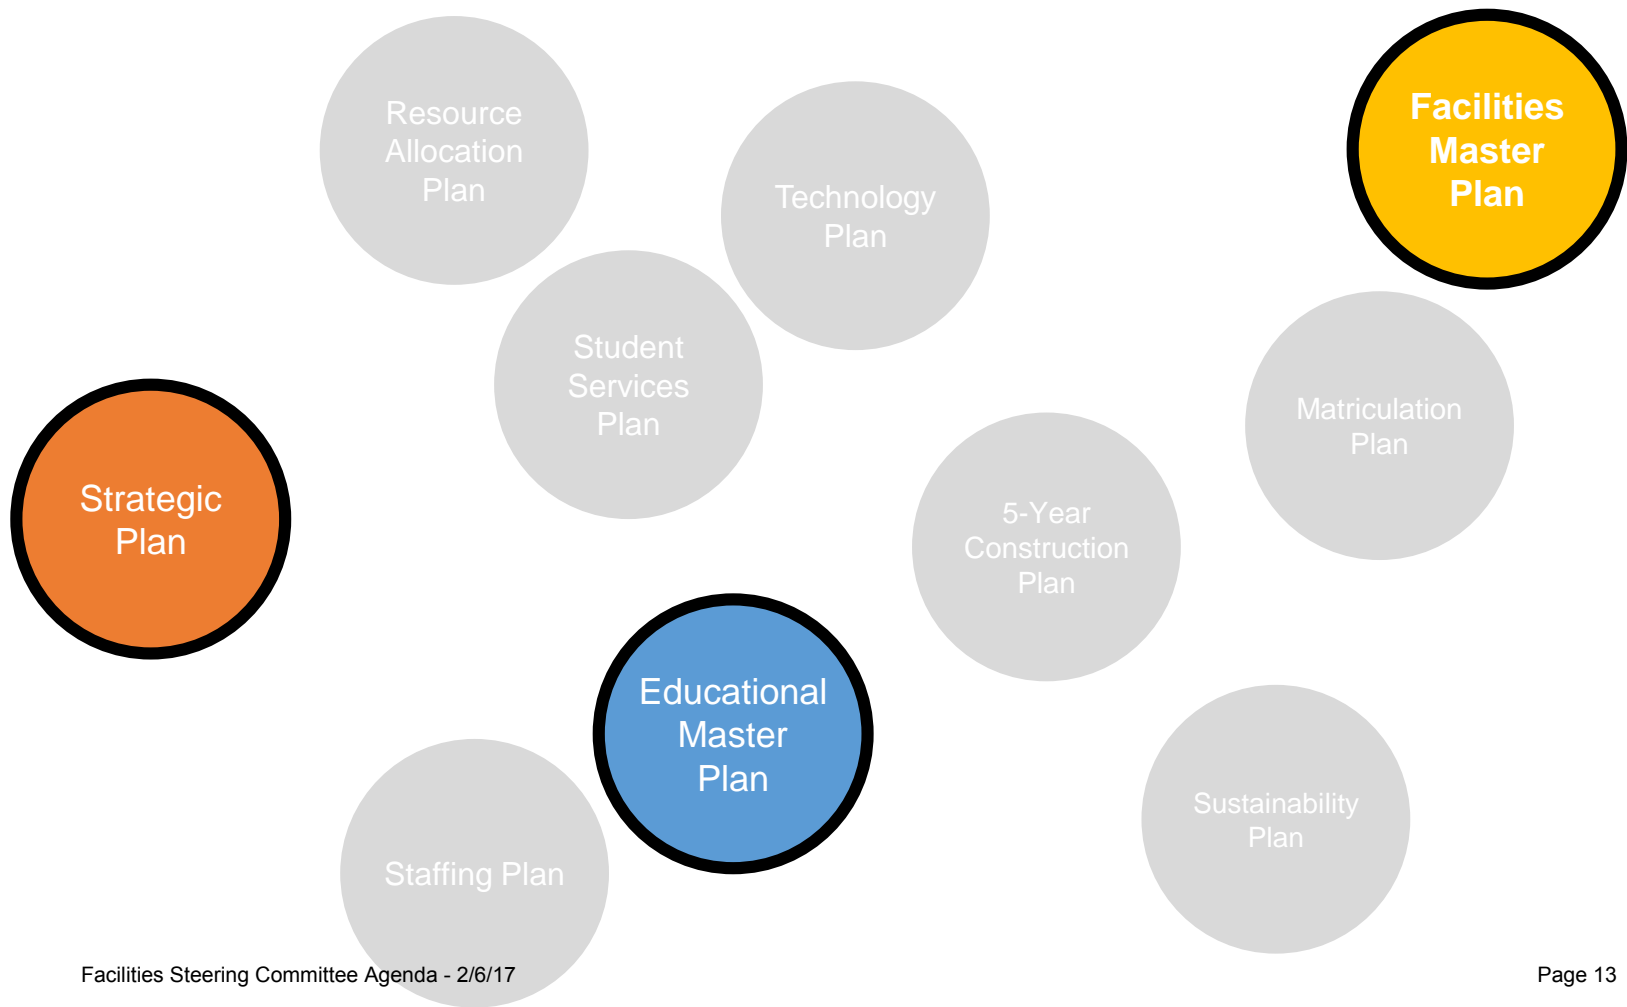 Resource
Allocation
Plan
Technology
Plan
Facilities
Master
Plan
Student
Services
Plan
Matriculation
Plan
Strategic
Plan
5-Year
Construction
Plan
Educational
Master
Plan
Sustainability
Plan
Staffing Plan
Facilities Steering Committee Agenda - 2/6/17
Page 13